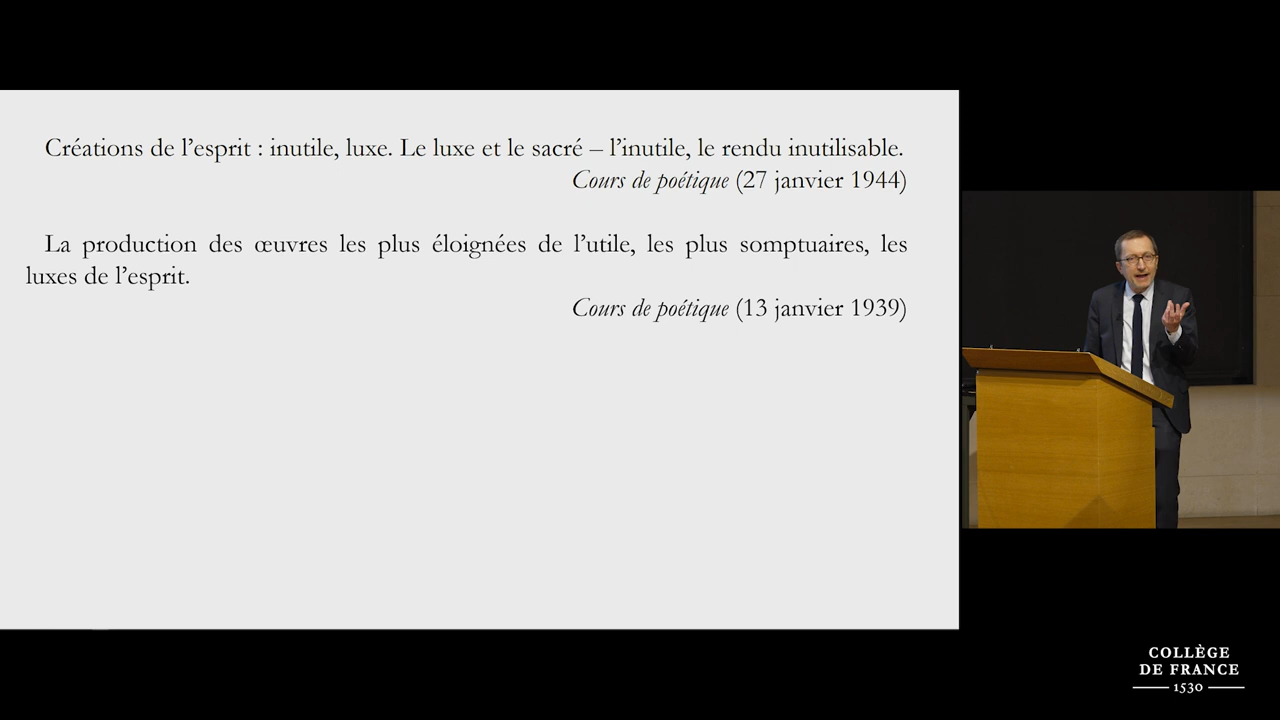 Créations de l’esprit : inutile, luxe. Le luxe et le sacré – l’inutile, le rendu inutilisable.
Cours de poétique (27 janvier 1944)
La production des œuvres les plus éloignées de l’utile, les plus somptuaires, les
luxes de l’esprit.
Cours de poétique (13 janvier 1939)
COLLÈGE
DE FRANCE
1530